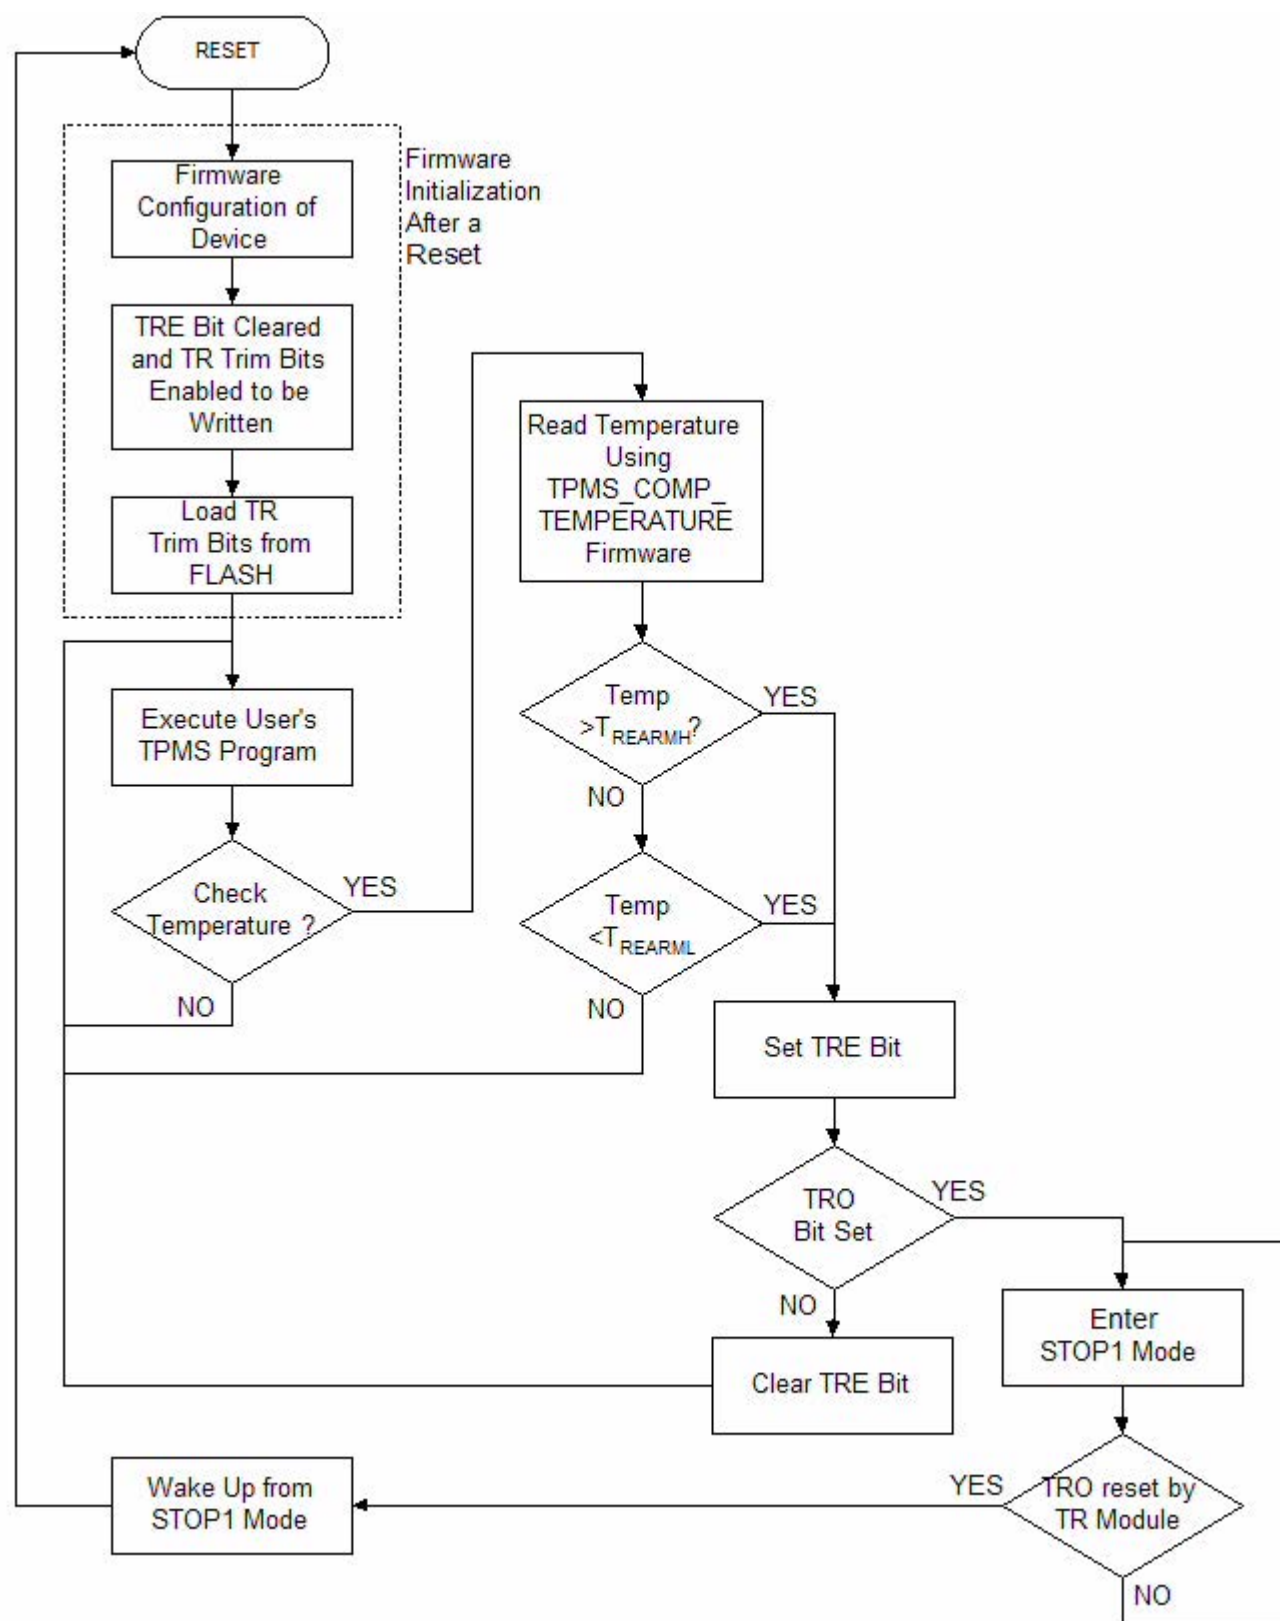 RESET
Firmware
Initialization
After a
Reset
Firmware
Configuration of
Device
TRE Bit Cleared
and TR Trim Bits
Enabled to be
Written
Load TR
Trim Bits from
FLASH
Execute User's
TPMS Program
Check
Temperature ?
YES
NO
Read Temperature
Using
TPMS_COMP_
TEMPERATURE
Firmware
Temp
>TREARMH?
YES
NO
Temp
<TREARML
YES
NO
Set TRE Bit
TRO
Bit Set
YES
NO
Clear TRE Bit
Enter
STOP1 Mode
TRO reset by
TR Module
YES
NO
Wake Up from
STOP1 Mode